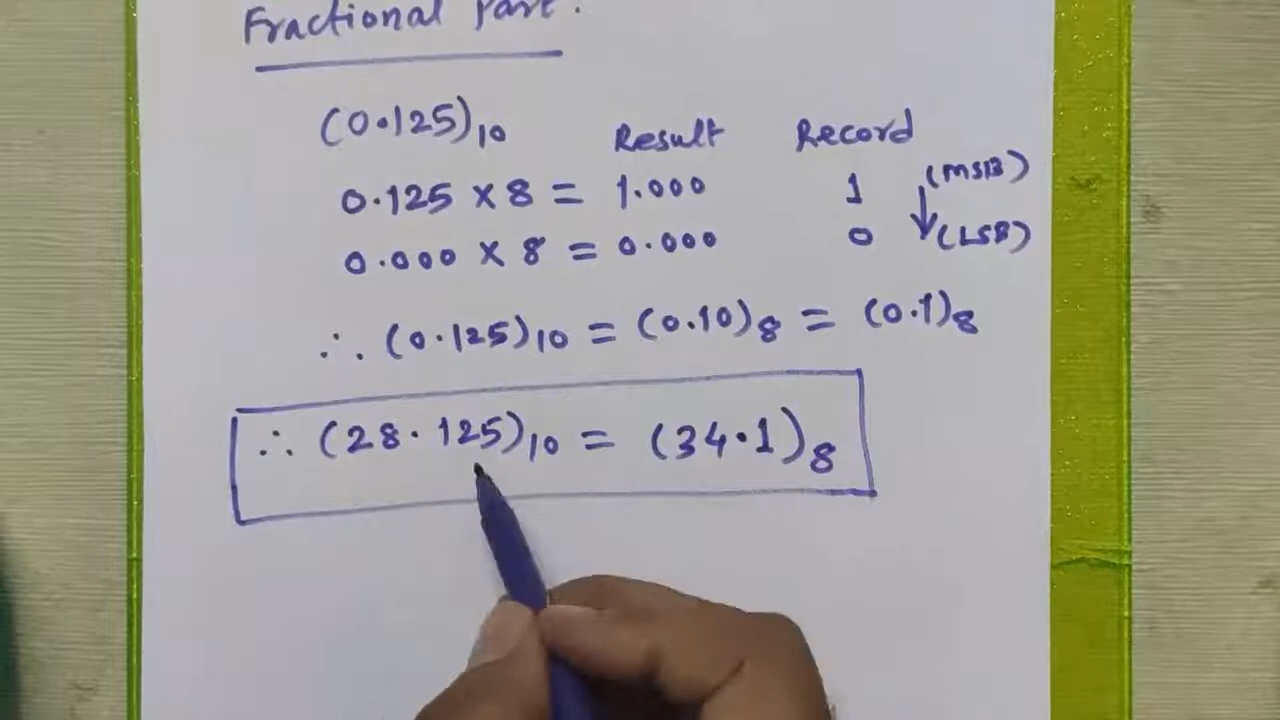 Fractional Part.
(0.125)10 Result Record
0.125 × 8 = 1.000 1 (MSB)
0.000 × 8 = 0.000 0 ↓(LSB)
∴ (0.125)10 = (0.10)8 = (0.1)8
∴ (28.125)10 = (34.1)8